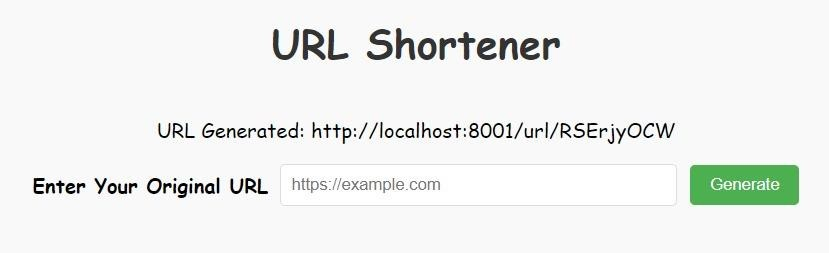 URL Shortener
URL Generated: http://localhost:8001/url/RSErjyOCW
Enter Your Original URL https://example.com Generate